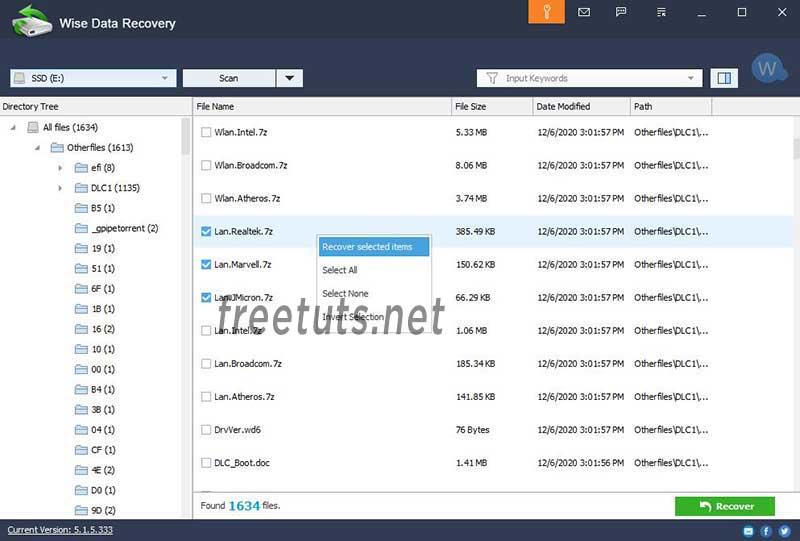 Wise Data Recovery
W
SSD (E:) Scan Input Keywords
Directory Tree File Name File Size Date Modified Path
All files (1634)
Otherfiles (1613)
efi (8)
DLC1 (1135)
B5 (1)
_gpipetorrent (2)
19 (1)
51 (1)
6F (1)
1B (1)
16 (2)
10 (1)
00 (1)
B4 (1)
3B (1)
04 (1)
CF (1)
4E (2)
D0 (1)
9D (2)
Wlan.Intel.7z 5.33 MB 12/6/2020 3:01:57 PM Otherfiles\DLC1\...
Wlan.Broadcom.7z 8.06 MB 12/6/2020 3:01:57 PM Otherfiles\DLC1\...
Wlan.Atheros.7z 3.74 MB 12/6/2020 3:01:57 PM Otherfiles\DLC1\...
Lan.Realtek.7z 385.49 KB 12/6/2020 3:01:57 PM Otherfiles\DLC1\...
Lan.Marvell.7z 150.62 KB 12/6/2020 3:01:57 PM Otherfiles\DLC1\...
Lan.JMicron.7z 66.29 KB 12/6/2020 3:01:57 PM Otherfiles\DLC1\...
Lan.Intel.7z 1.06 MB 12/6/2020 3:01:57 PM Otherfiles\DLC1\...
Lan.Broadcom.7z 185.34 KB 12/6/2020 3:01:57 PM Otherfiles\DLC1\...
Lan.Atheros.7z 141.85 KB 12/6/2020 3:01:57 PM Otherfiles\DLC1\...
DrvVer.wd6 76 Bytes 12/6/2020 3:01:57 PM Otherfiles\DLC1\...
DLC_Boot.doc 1.41 MB 12/6/2020 3:01:56 PM Otherfiles\DLC1\...
Recover selected items
Select All
Select None
Invert Selection
freetuts.net
Found 1634 files. Recover
Current Version: 5.1.5.333